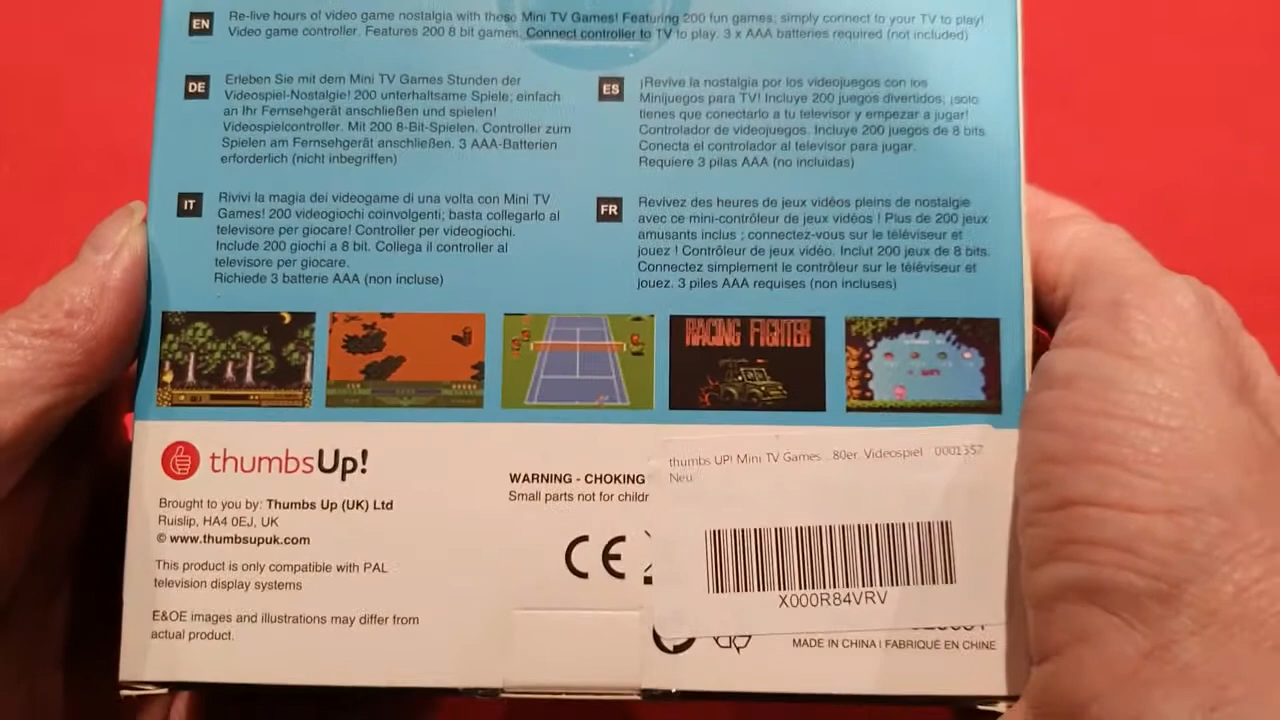 EN
Re-live hours of video game nostalgia with these Mini TV Games! Featuring 200 fun games; simply connect to your TV to play!
Video game controller. Features 200 8 bit games. Connect controller to TV to play. 3 x AAA batteries required (not included)
DE
Erleben Sie mit dem Mini TV Games Stunden der
Videospiel-Nostalgie! 200 unterhaltsame Spiele; einfach
an Ihr Fernsehgerät anschließen und spielen!
Videospielcontroller. Mit 200 8-Bit-Spielen. Controller zum
Spielen am Fernsehgerät anschließen. 3 AAA-Batterien
erforderlich (nicht inbegriffen)
ES
¡Revive la nostalgia por los videojuegos con los
Minijuegos para TV! Incluye 200 juegos divertidos; ¡solo
tienes que conectarlo a tu televisor y empezar a jugar!
Controlador de videojuegos. Incluye 200 juegos de 8 bits.
Conecta el controlador al televisor para jugar.
Requiere 3 pilas AAA (no incluidas)
IT
Rivivi la magia dei videogame di una volta con Mini TV
Games! 200 videogiochi coinvolgenti; basta collegarlo al
televisore per giocare! Controller per videogiochi.
Include 200 giochi a 8 bit. Collega il controller al
televisore per giocare.
Richiede 3 batterie AAA (non incluse)
FR
Revivez des heures de jeux vidéos pleins de nostalgie
avec ce mini-contrôleur de jeux vidéos ! Plus de 200 jeux
amusants inclus ; connectez-vous sur le téléviseur et
jouez ! Contrôleur de jeux vidéo. Inclut 200 jeux de 8 bits.
Connectez simplement le contrôleur sur le téléviseur et
jouez. 3 piles AAA requises (non incluses)
RACING FIGHTER
thumbsUp!
Brought to you by: Thumbs Up (UK) Ltd
Ruislip, HA4 0EJ, UK
© www.thumbsupuk.com
This product is only compatible with PAL
television display systems
E&OE images and illustrations may differ from
actual product.
WARNING - CHOKING
Small parts not for childr
CE
thumbs UP! Mini TV Games ...80er. Videospiel - 0001357
Neu
X000R84VRV
MADE IN CHINA | FABRIQUÉ EN CHINE